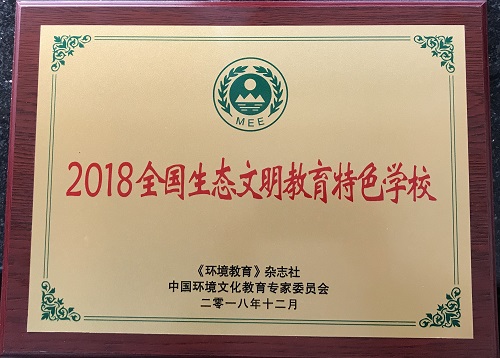 MEE
2018全国生态文明教育特色学校
《环境教育》杂志社
中国环境文化教育专家委员会
二零一八年十二月